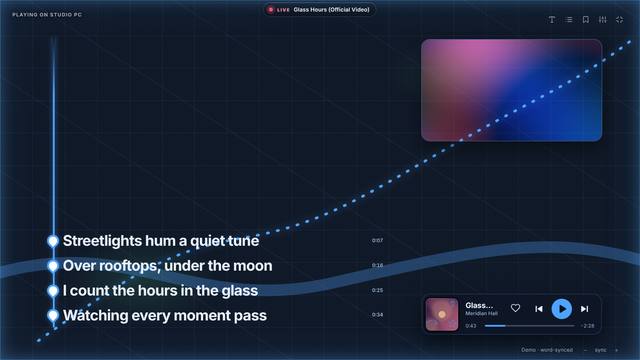 PLAYING ON STUDIO PC
LIVE Glass Hours (Official Video)
Streetlights hum a quiet tune 0:07
Over rooftops, under the moon 0:16
I count the hours in the glass 0:25
Watching every moment pass 0:34
Glass...
Meridian Hall
0:43 -2:28
Demo · word-synced − sync +